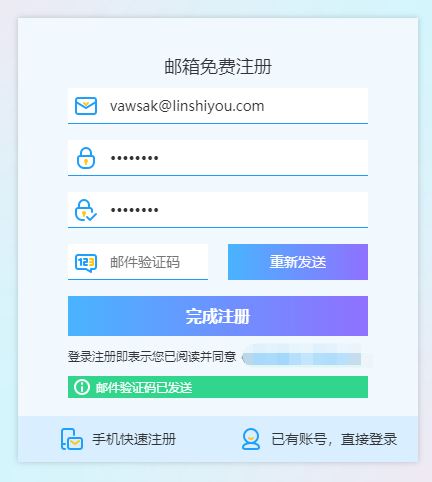 邮箱免费注册
vawsak@linshiyou.com
••••••••
••••••••
123 邮件验证码 重新发送
完成注册
登录注册即表示您已阅读并同意
邮件验证码已发送
手机快速注册 已有账号，直接登录